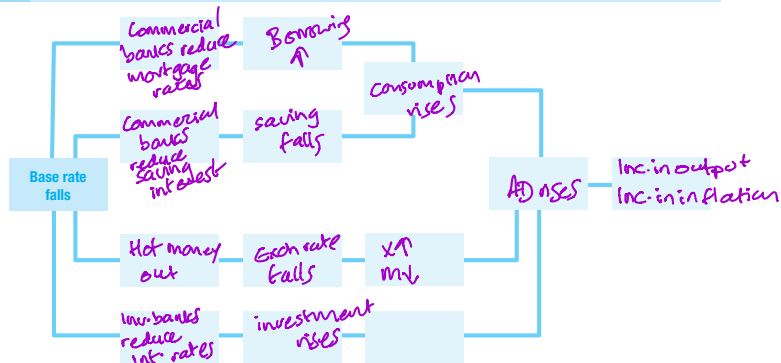 Commercial
banks reduce
mortgage
rates
Borrowing
↑
Consumption
rises
Commercial
banks
reduce
saving
interest
saving
falls
Base rate
falls
AD rises
Inc. in output
Inc. in inflation
Hot money
out
Exch rate
falls
X↑
M↓
Inv. banks
reduce
int. rates
investment
rises